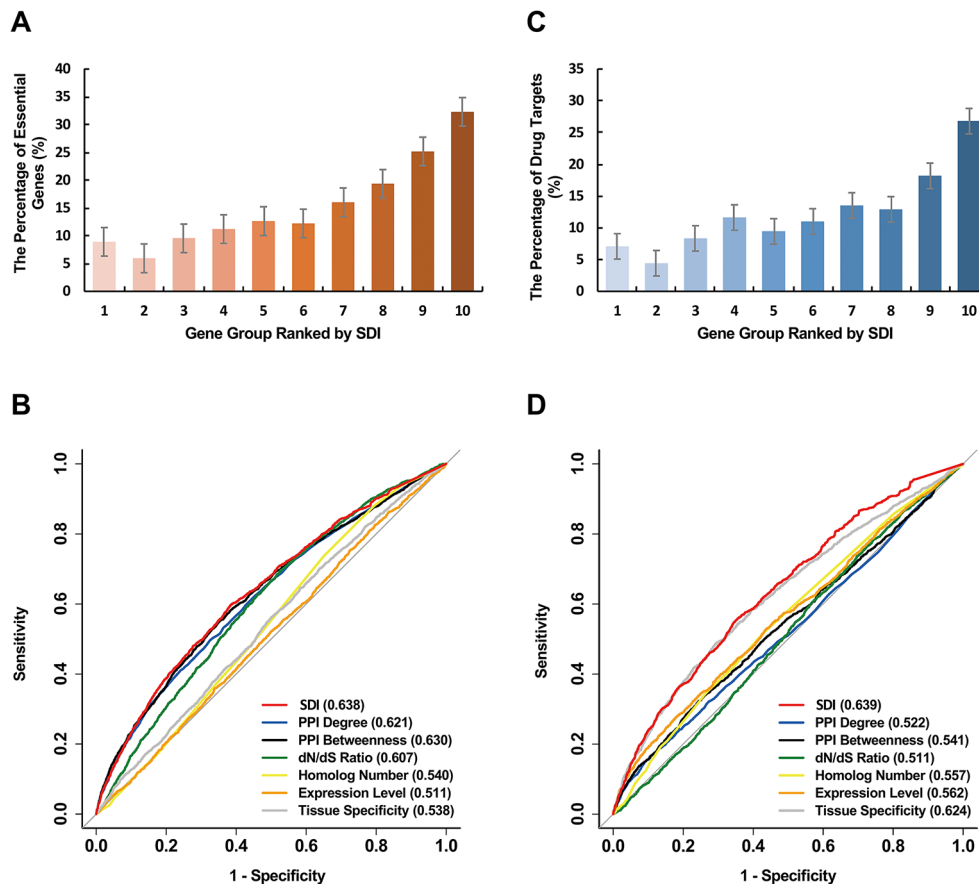 A
The Percentage of Essential
Genes (%)
40
35
30
25
20
15
10
5
0
1 2 3 4 5 6 7 8 9 10
Gene Group Ranked by SDI
C
The Percentage of Drug Targets
(%)
35
30
25
20
15
10
5
0
1 2 3 4 5 6 7 8 9 10
Gene Group Ranked by SDI
B
Sensitivity
1.0
0.8
0.6
0.4
0.2
0.0
SDI (0.638)
PPI Degree (0.621)
PPI Betweenness (0.630)
dN/dS Ratio (0.607)
Homolog Number (0.540)
Expression Level (0.511)
Tissue Specificity (0.538)
0.0 0.2 0.4 0.6 0.8 1.0
1 - Specificity
D
Sensitivity
1.0
0.8
0.6
0.4
0.2
0.0
SDI (0.639)
PPI Degree (0.522)
PPI Betweenness (0.541)
dN/dS Ratio (0.511)
Homolog Number (0.557)
Expression Level (0.562)
Tissue Specificity (0.624)
0.0 0.2 0.4 0.6 0.8 1.0
1 - Specificity